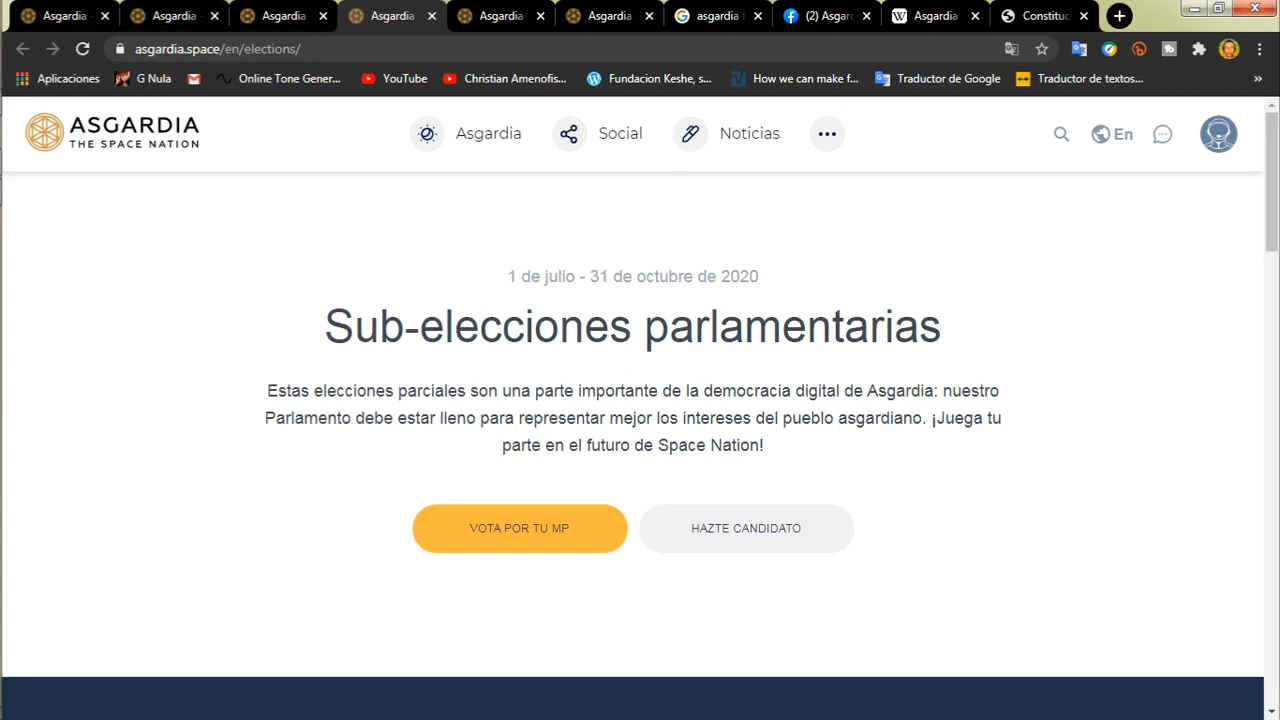 Asgardia
Asgardia
Asgardia
Asgardia
Asgardia
Asgardia
asgardia
(2) Asgar
Asgardia
Constituc
asgardia.space/en/elections/
Aplicaciones
G Nula
Online Tone Gener...
YouTube
Christian Amenofis...
Fundacion Keshe, s...
How we can make f...
Traductor de Google
Traductor de textos...
»
ASGARDIA
THE SPACE NATION
Asgardia
Social
Noticias
En
1 de julio - 31 de octubre de 2020
Sub-elecciones parlamentarias
Estas elecciones parciales son una parte importante de la democracia digital de Asgardia: nuestro
Parlamento debe estar lleno para representar mejor los intereses del pueblo asgardiano. ¡Juega tu
parte en el futuro de Space Nation!
VOTA POR TU MP
HAZTE CANDIDATO